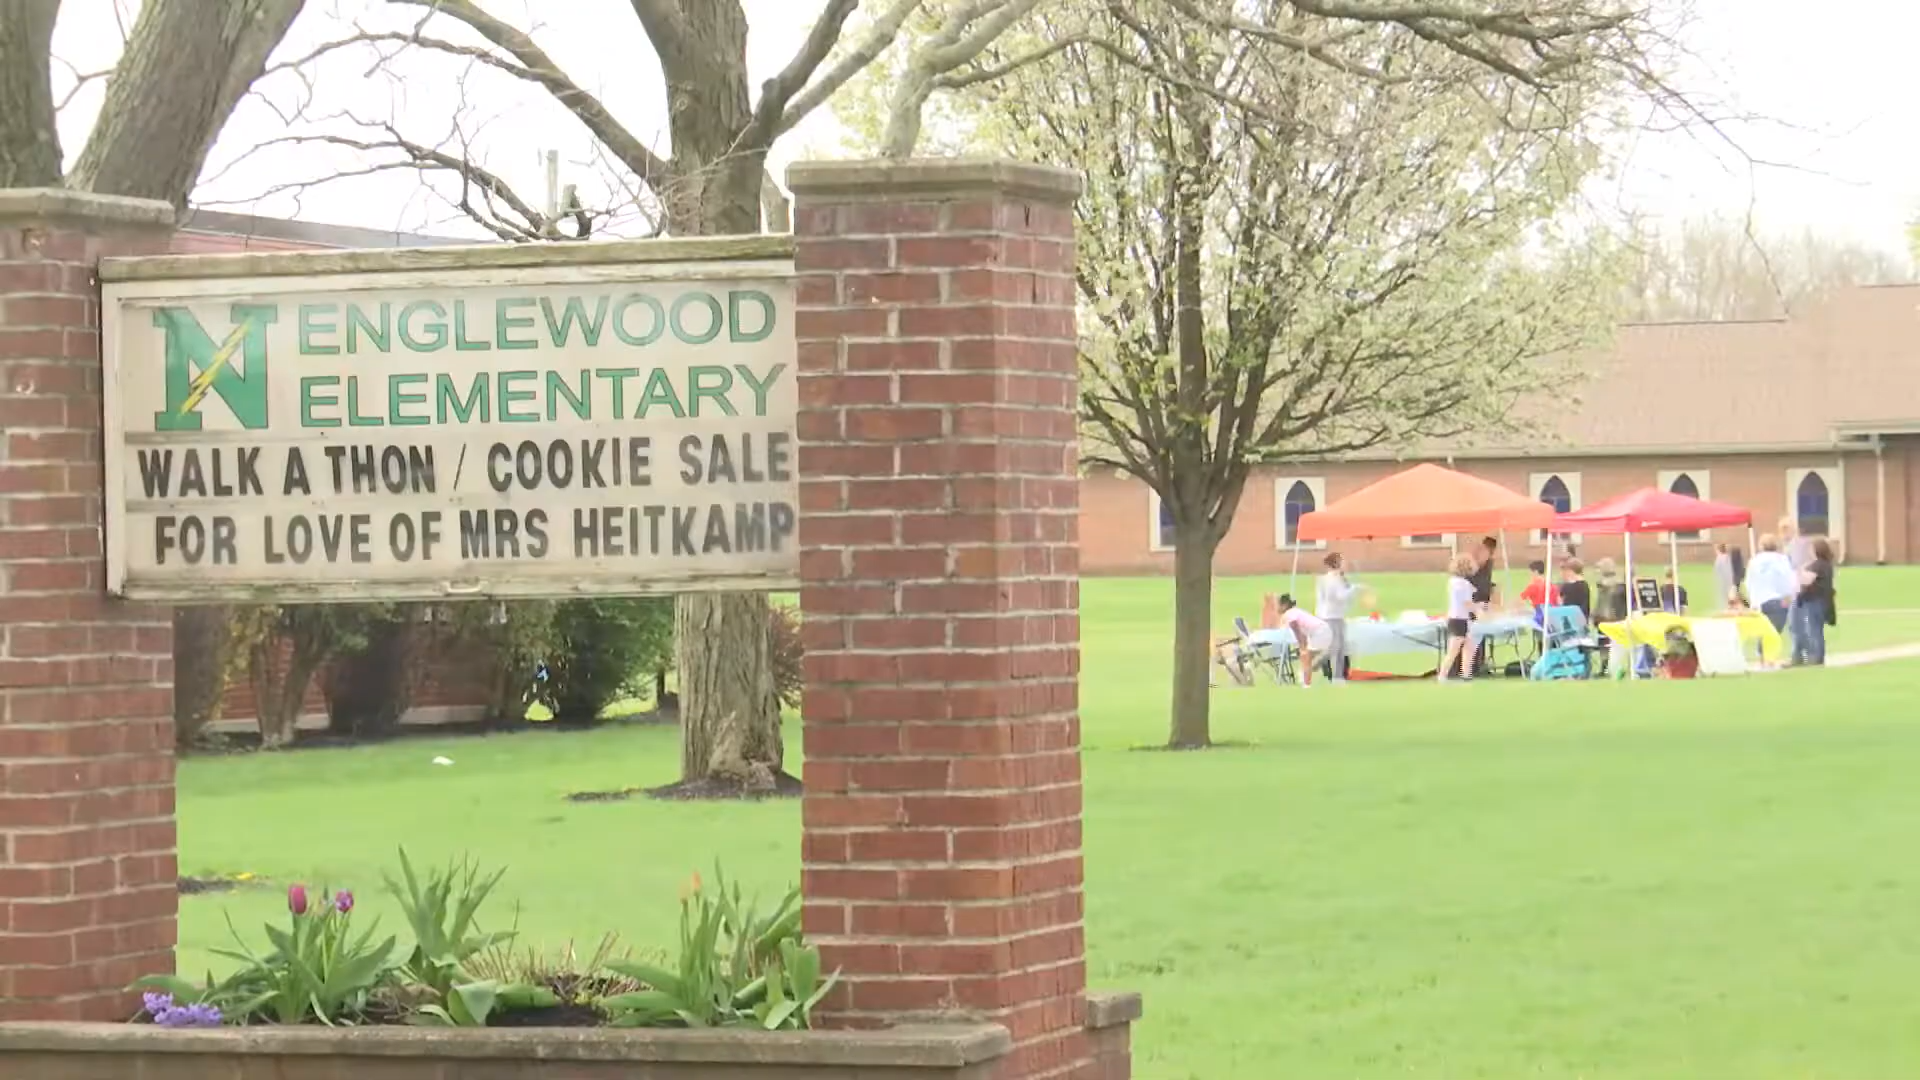 N ENGLEWOOD
ELEMENTARY
WALK A THON / COOKIE SALE
FOR LOVE OF MRS HEITKAMP